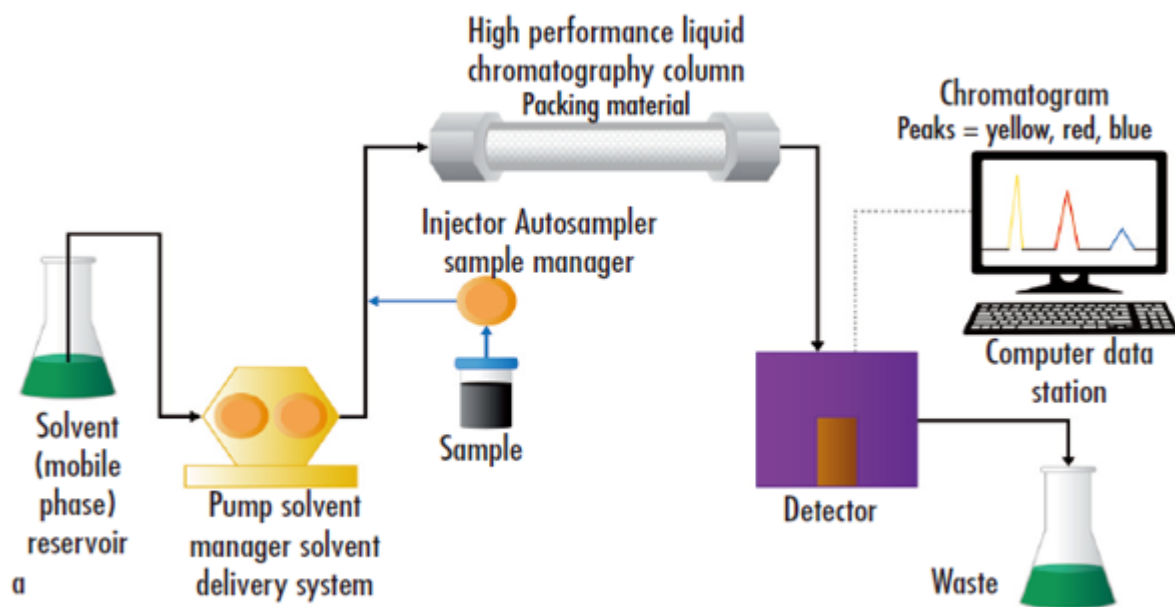 High performance liquid
chromatography column
Packing material
Chromatogram
Peaks = yellow, red, blue
Injector Autosampler
sample manager
Computer data
station
Solvent
(mobile
phase)
reservoir
Sample
Pump solvent
manager solvent
delivery system
Detector
Waste
a